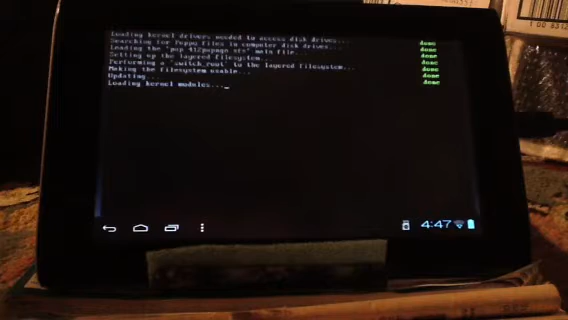 Loading kernel drivers needed to access disk drives... done
Searching for Puppy files in computer disk drives... done
Loading the main file... done
Setting up the layered filesystem... done
Performing a 'switch_root' to the layered filesystem... done
Making the filesystem usable... done
Updating... done
Loading kernel modules..._ done
4:47